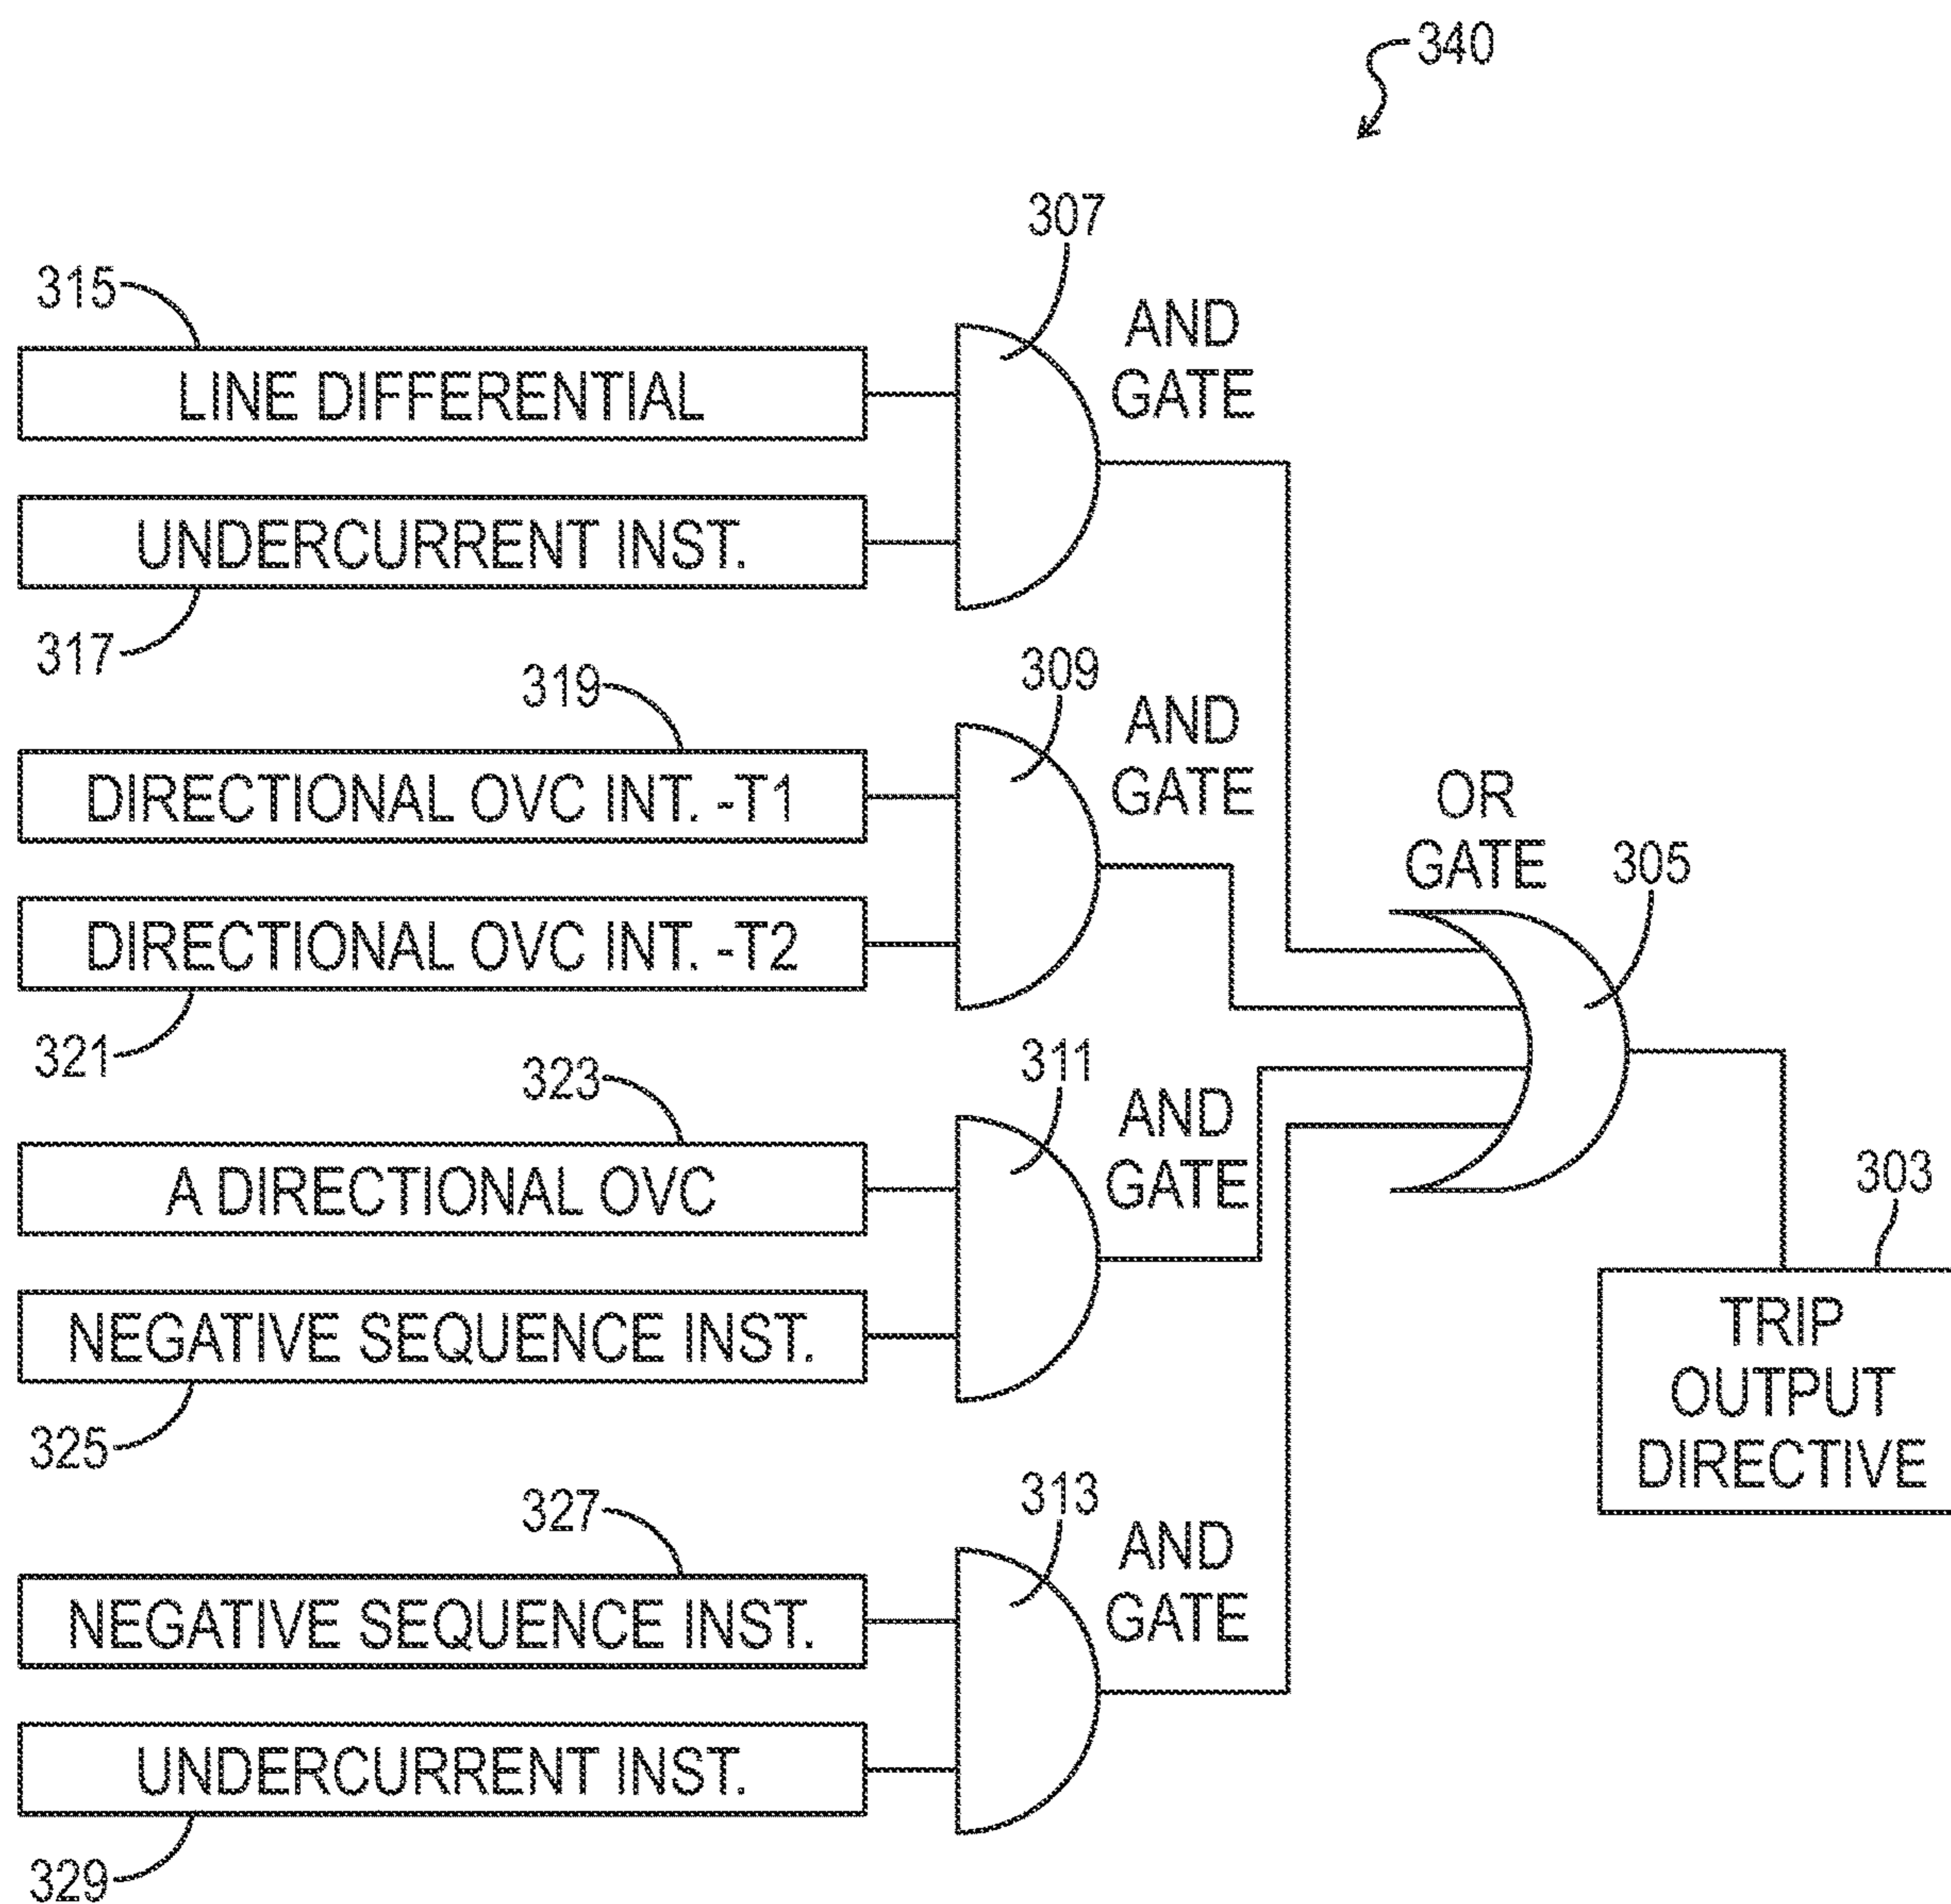 340
307
315
AND
GATE
LINE DIFFERENTIAL
UNDERCURRENT INST.
317
319
309
AND
GATE
DIRECTIONAL OVC INT. -T1
OR
GATE
305
DIRECTIONAL OVC INT. -T2
321
323
311
AND
GATE
A DIRECTIONAL OVC
303
NEGATIVE SEQUENCE INST.
TRIP
OUTPUT
DIRECTIVE
325
327
313
AND
GATE
NEGATIVE SEQUENCE INST.
UNDERCURRENT INST.
329